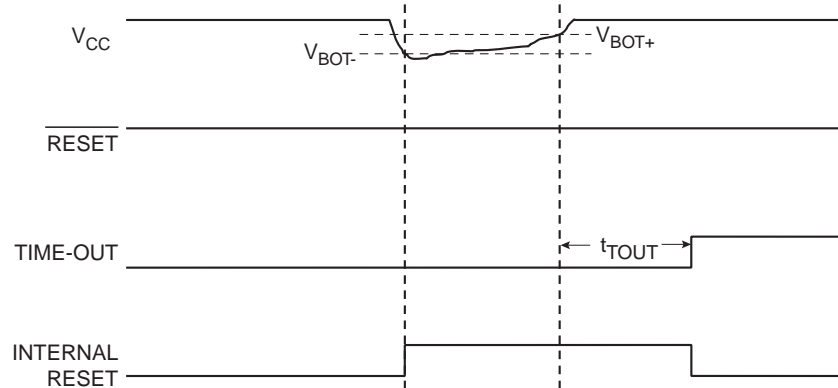 VCC
VBOT-
VBOT+
RESET
TIME-OUT
tTOUT
INTERNAL
RESET